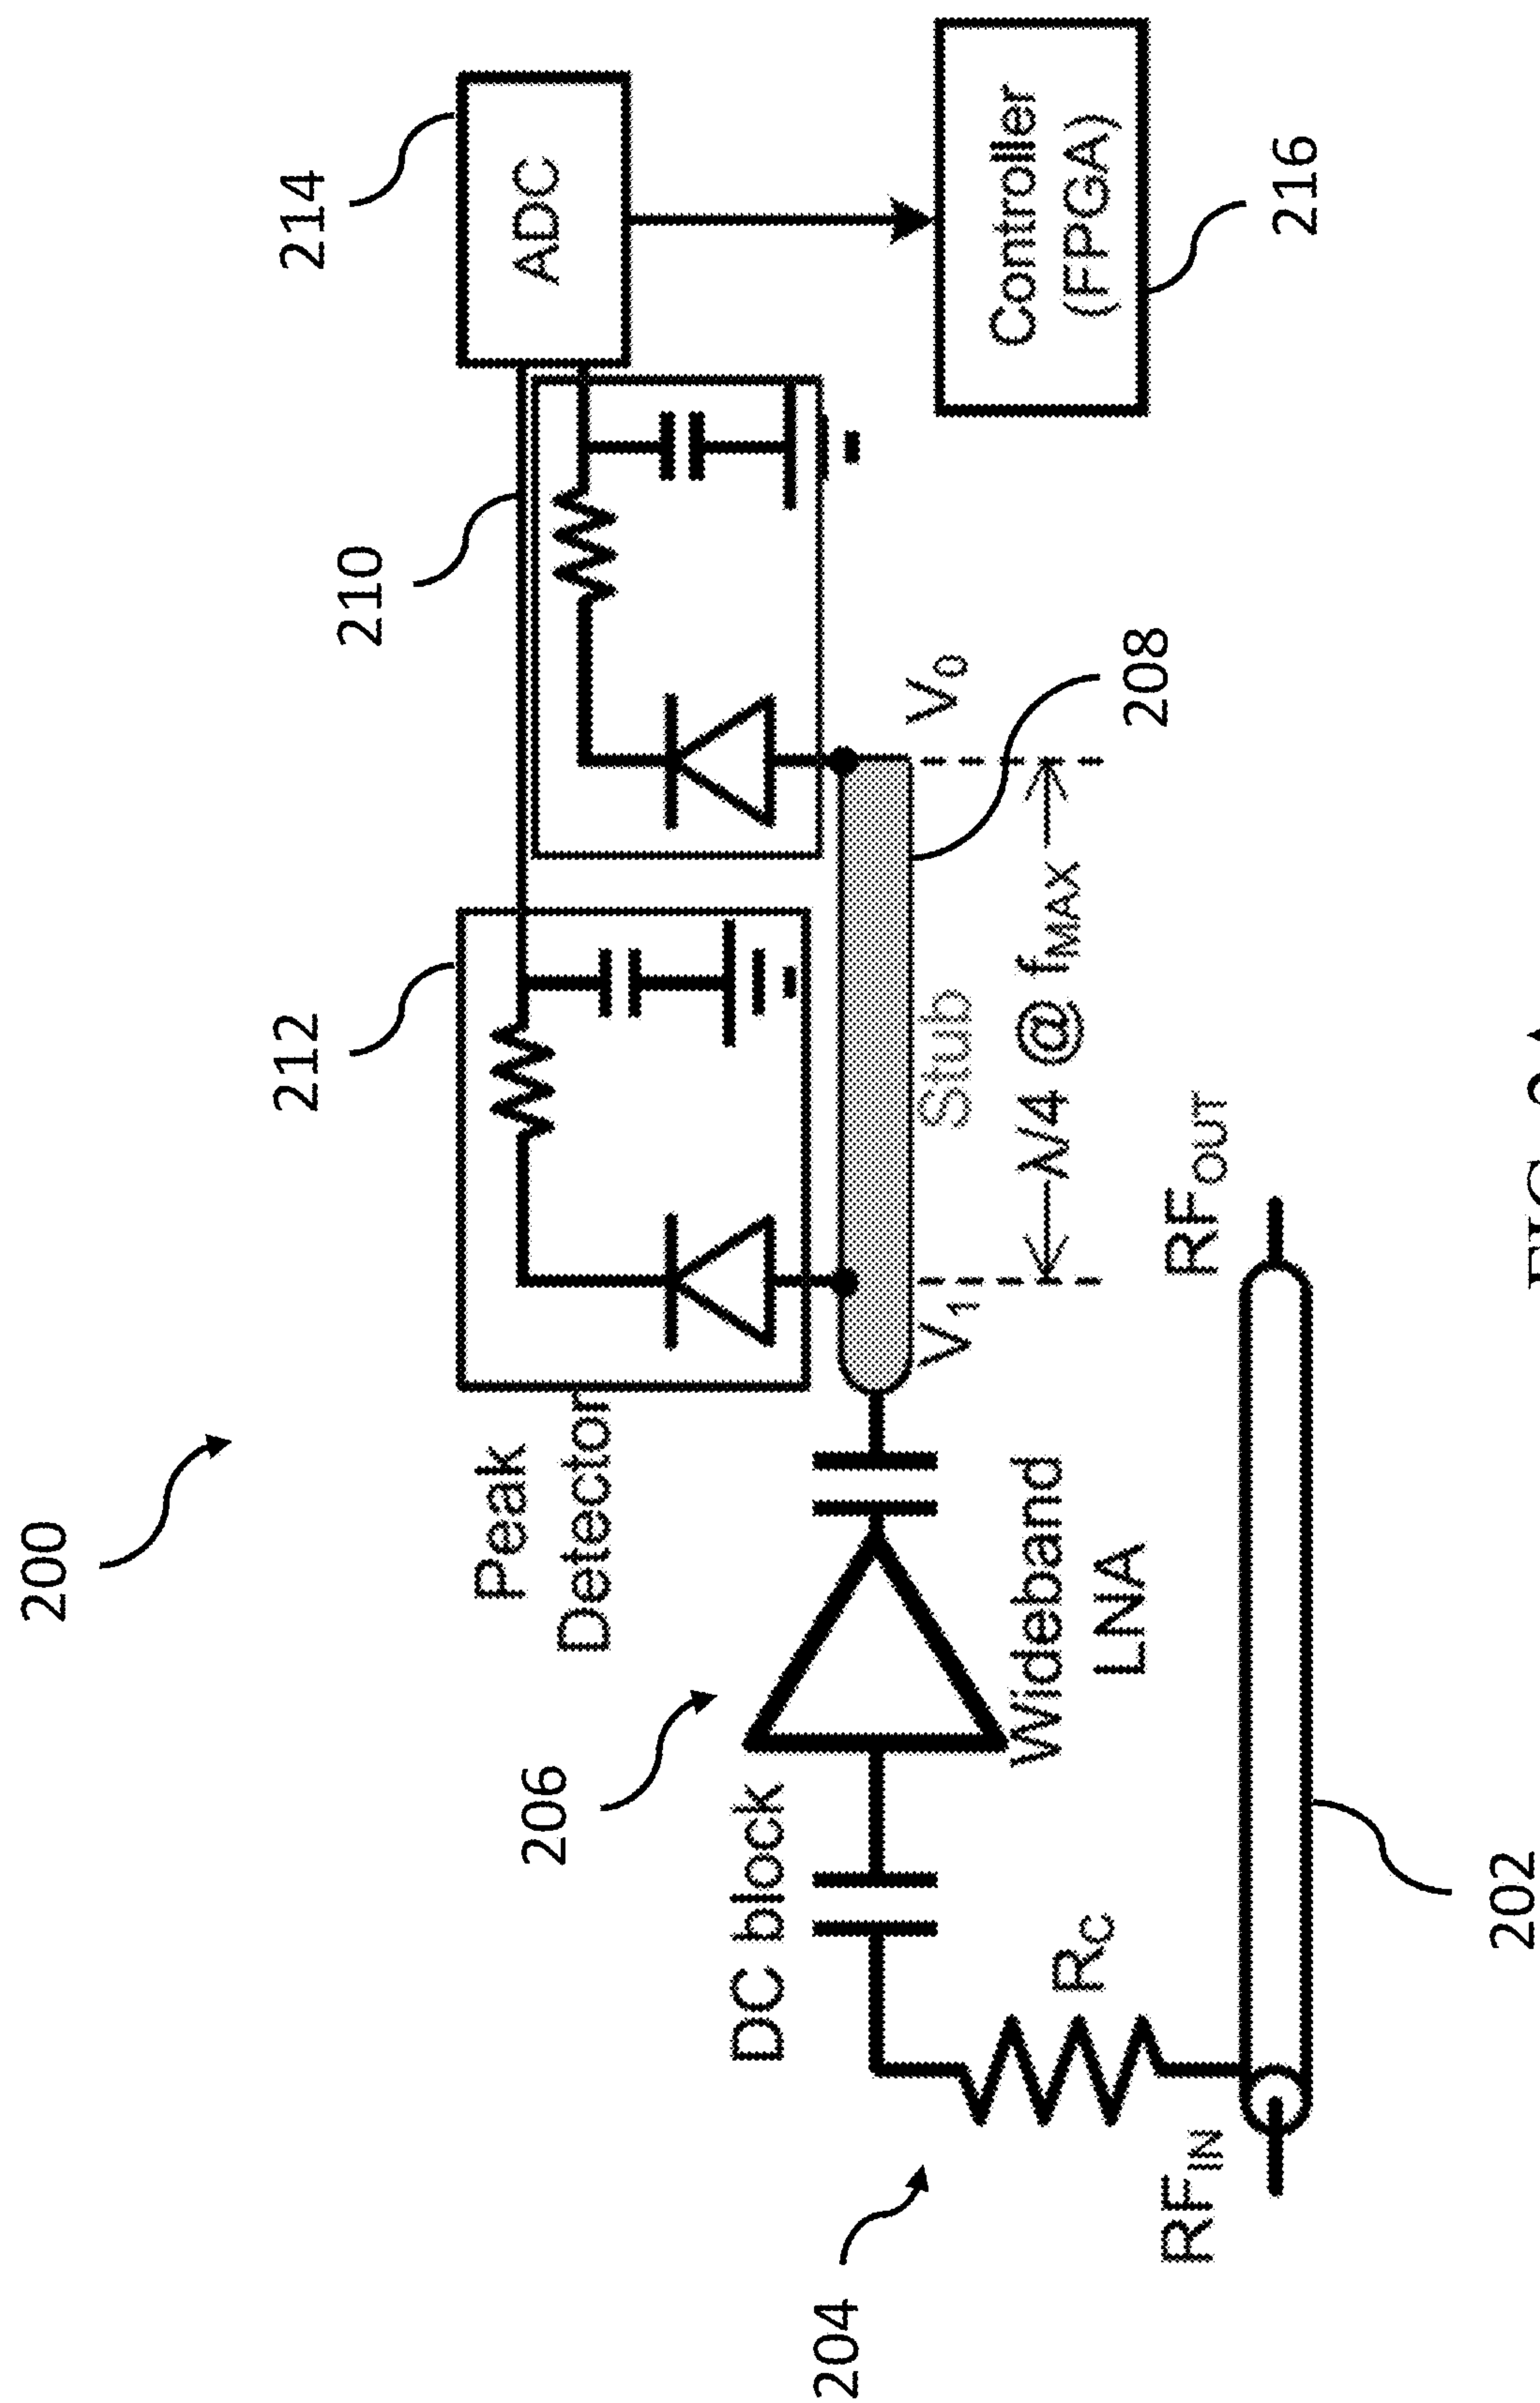 200
214
ADC
210
212
Peak
Detector
Controller
(FPGA)
216
206
DC block
Wideband
LNA
V1
V0
Stub
λ/4 @ fMAX
208
204
RC
RFIN
RFOUT
202